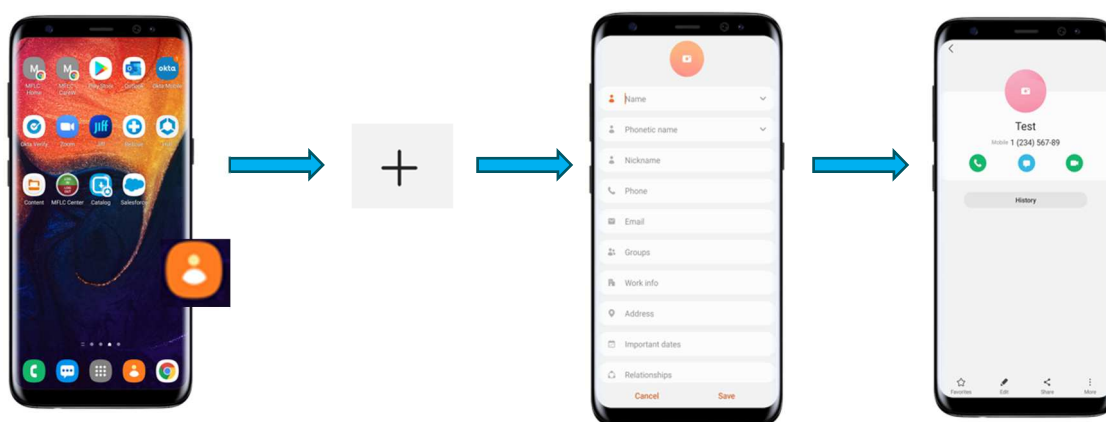 MFLC Home
MFLC Center
Play Store
Outlook
Okta Mobile
okta
Okta Verify
Zoom
Jiff
jiff
Content
MFLC Center
Catalog
Salesforce
Name
Phonetic name
Nickname
Phone
Email
Groups
Work info
Address
Important dates
Relationships
Cancel
Save
Test
Mobile 1 (234) 567-89
History
Favorites
Edit
Share
More